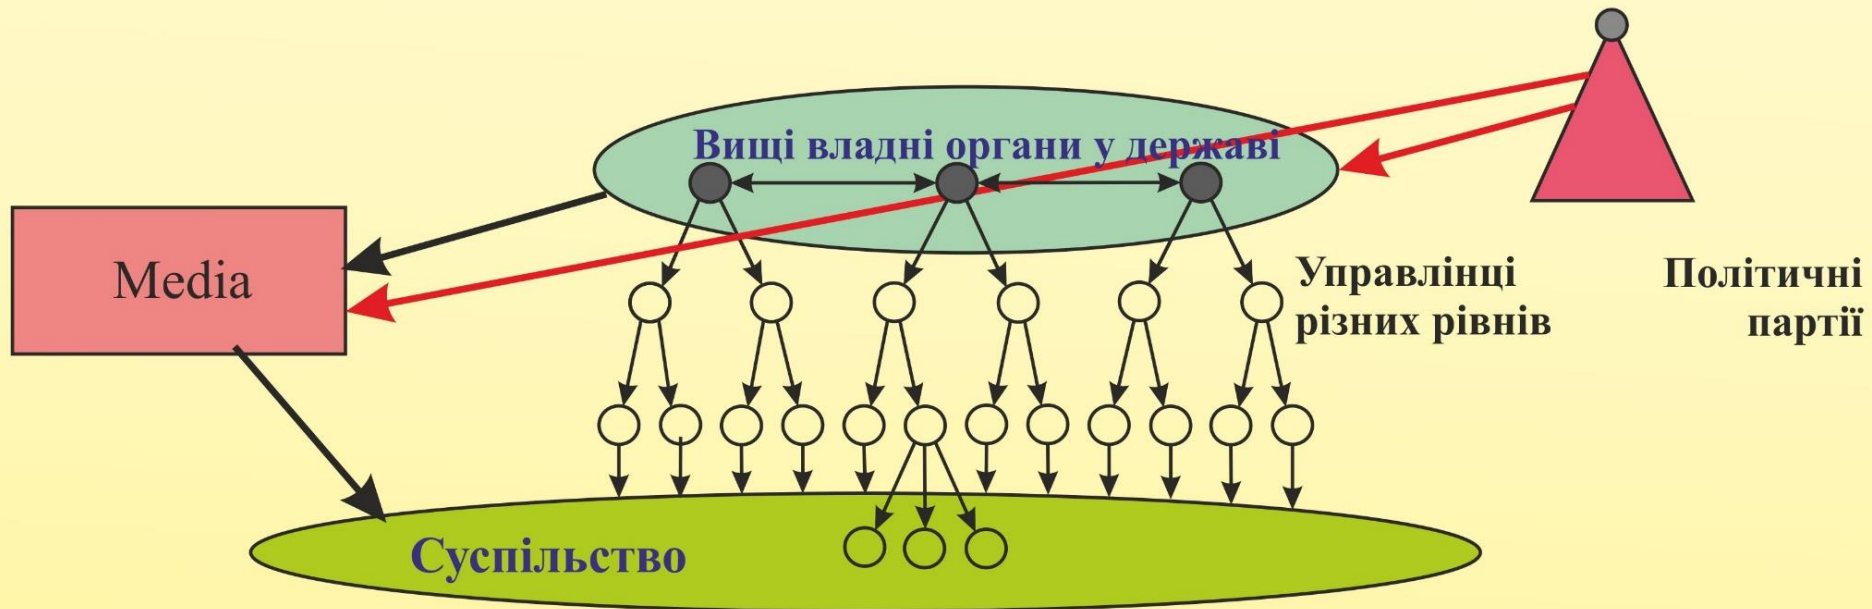 Вищі владні органи у державі
Media
Управлінці
різних рівнів
Політичні
партії
Суспільство